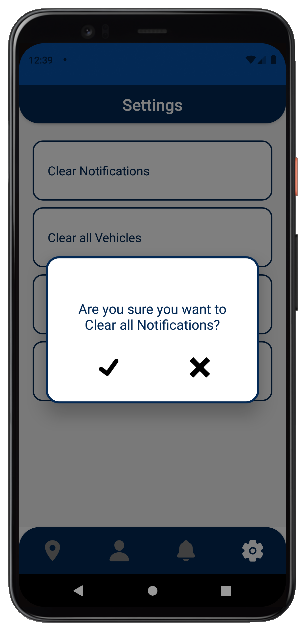 12:39
Settings
Clear Notifications
Clear all Vehicles
Are you sure you want to
Clear all Notifications?